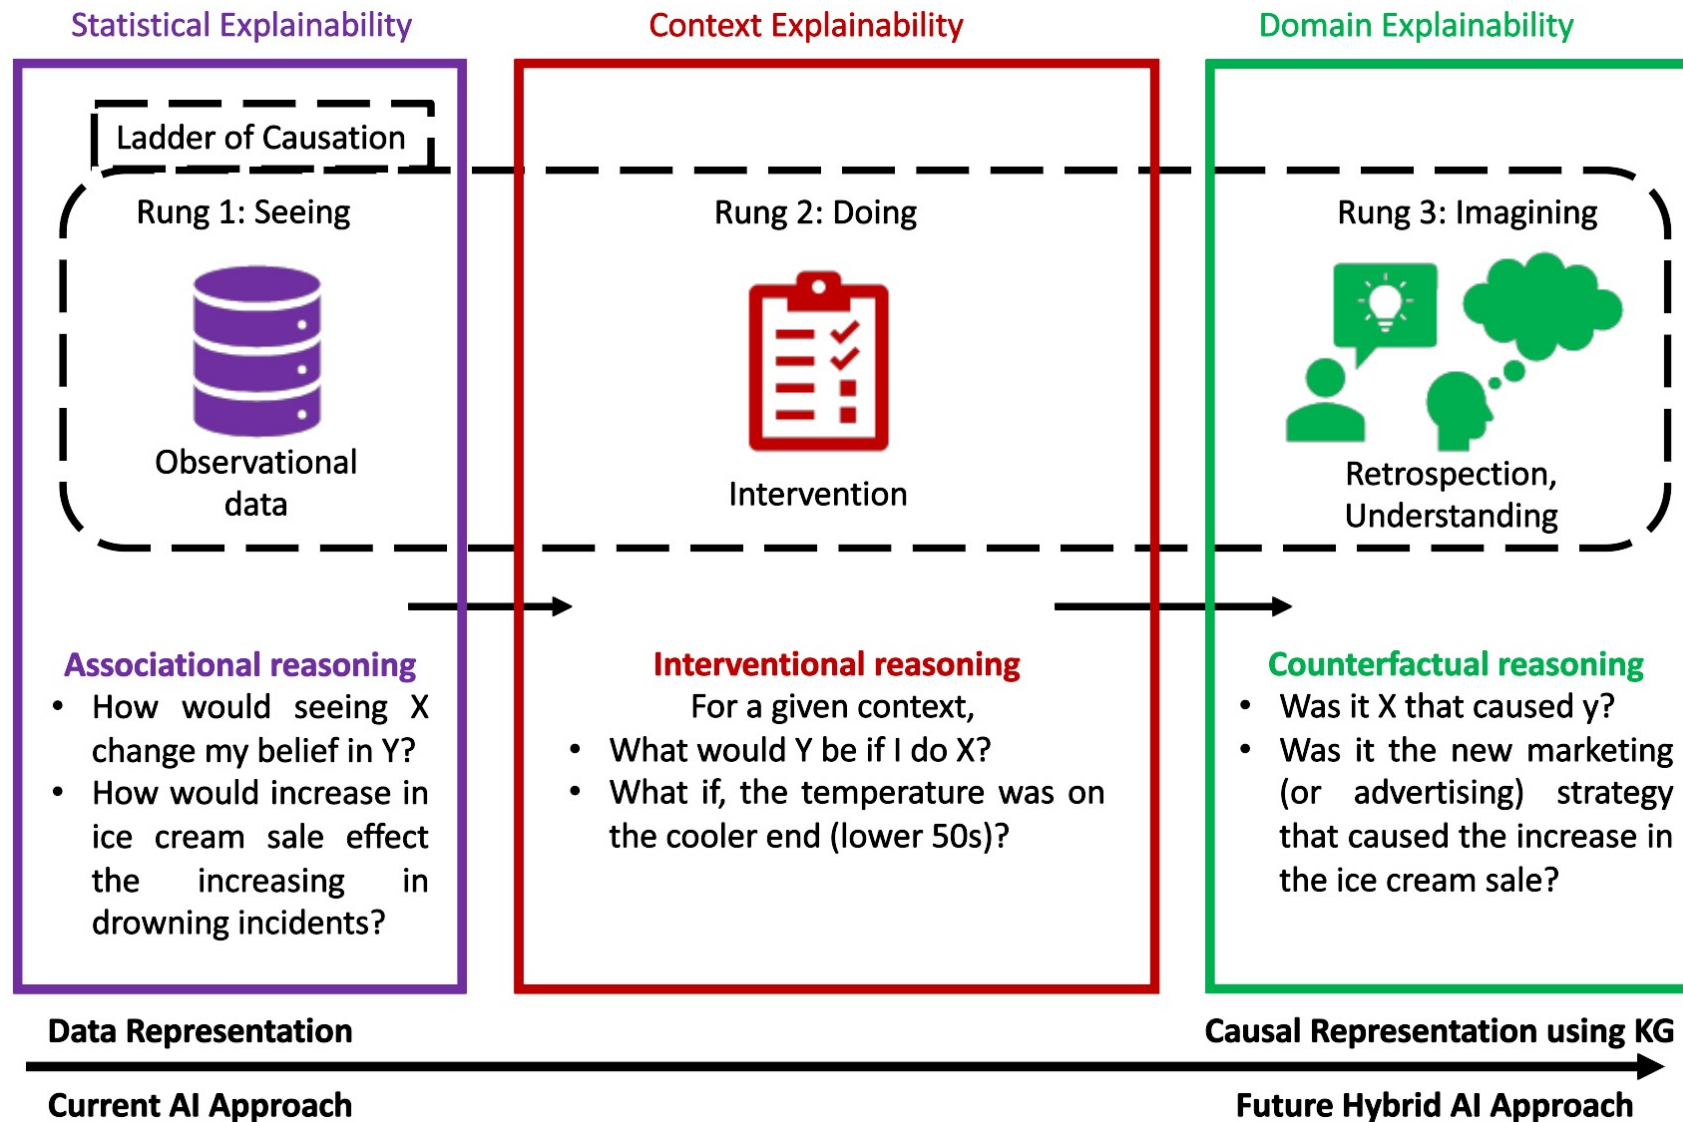 Statistical Explainability
Context Explainability
Domain Explainability
Ladder of Causation
Rung 1: Seeing
Observational
data
Rung 2: Doing
Intervention
Rung 3: Imagining
Retrospection,
Understanding
Associational reasoning
• How would seeing X
change my belief in Y?
• How would increase in
ice cream sale effect
the increasing in
drowning incidents?
Interventional reasoning
For a given context,
• What would Y be if I do X?
• What if, the temperature was on
the cooler end (lower 50s)?
Counterfactual reasoning
• Was it X that caused y?
• Was it the new marketing
(or advertising) strategy
that caused the increase in
the ice cream sale?
Data Representation
Causal Representation using KG
Current AI Approach
Future Hybrid AI Approach